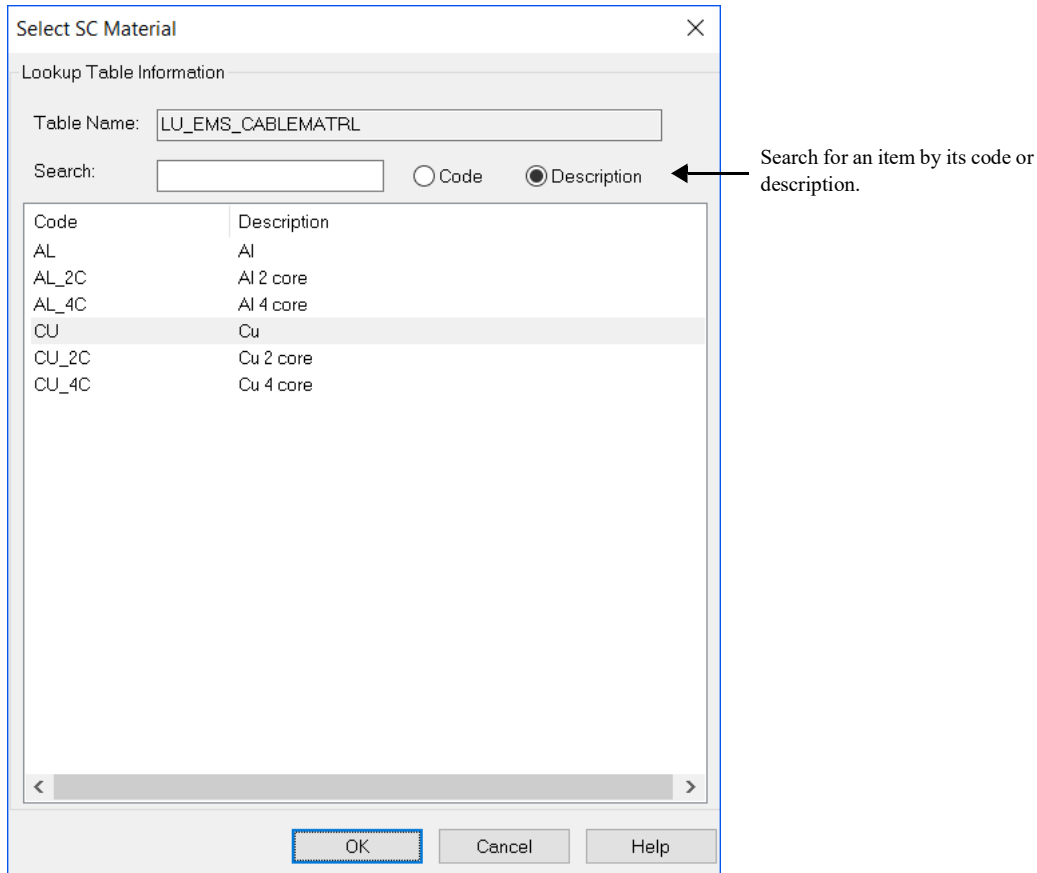 Select SC Material
Lookup Table Information
Table Name: LU_EMS_CABLEMATRL
Search: Code Description
Search for an item by its code or
description.
Code Description
AL Al
AL_2C Al 2 core
AL_4C Al 4 core
CU Cu
CU_2C Cu 2 core
CU_4C Cu 4 core
OK Cancel Help